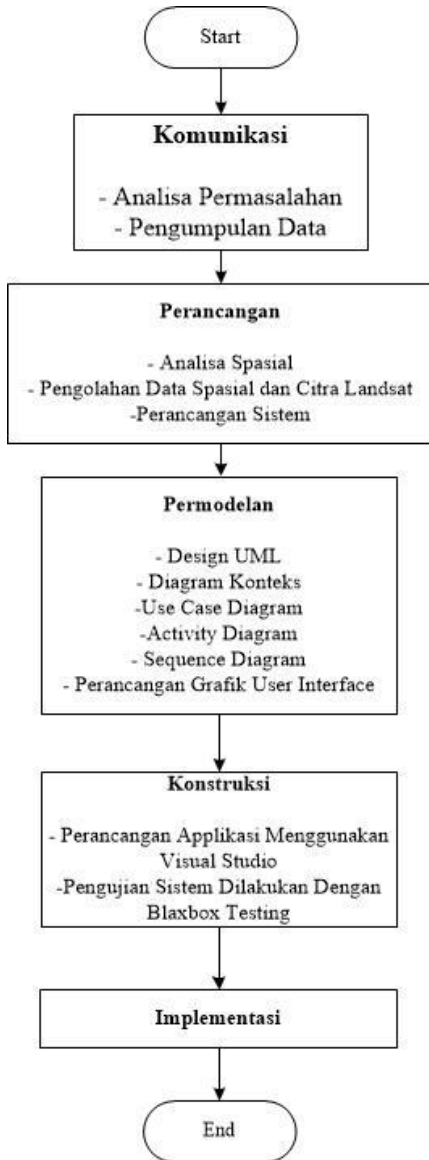 Start
Komunikasi
- Analisa Permasalahan
- Pengumpulan Data
Perancangan
- Analisa Spasial
- Pengolahan Data Spasial dan Citra Landsat
-Perancangan Sistem
Permodelan
- Design UML
- Diagram Konteks
-Use Case Diagram
-Activity Diagram
- Sequence Diagram
- Perancangan Grafik User Interface
Konstruksi
- Perancangan Applikasi Menggunakan
Visual Studio
-Pengujian Sistem Dilakukan Dengan
Blaxbox Testing
Implementasi
End